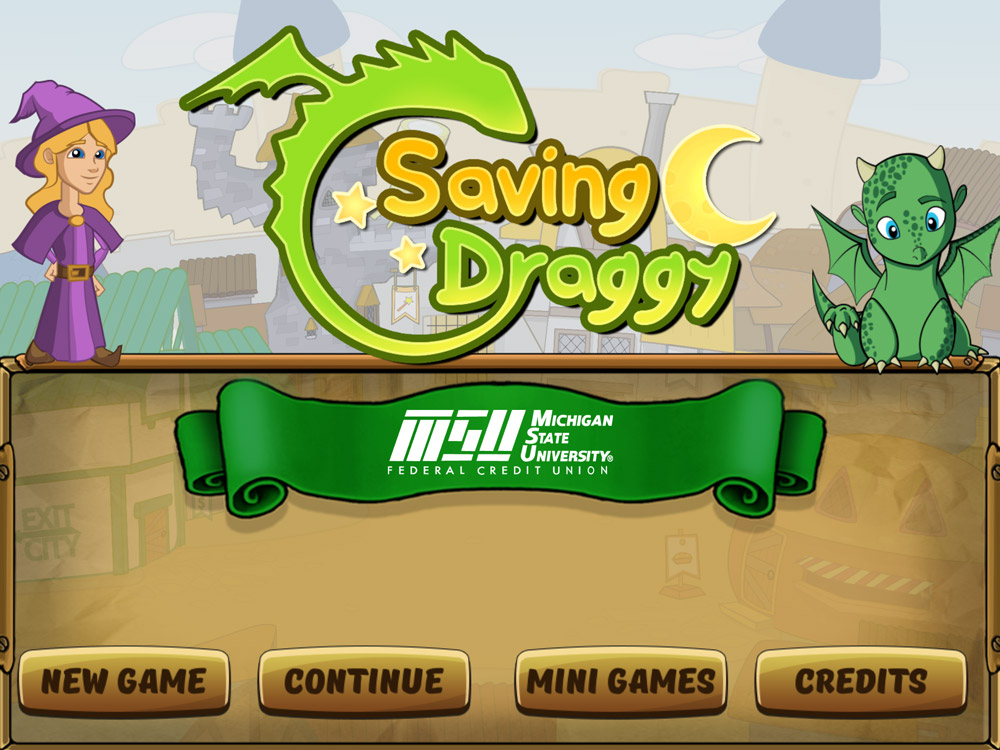 Saving
Draggy
MSU
MICHIGAN
STATE
UNIVERSITY®
FEDERAL CREDIT UNION
EXIT
CITY
NEW GAME
CONTINUE
MINI GAMES
CREDITS